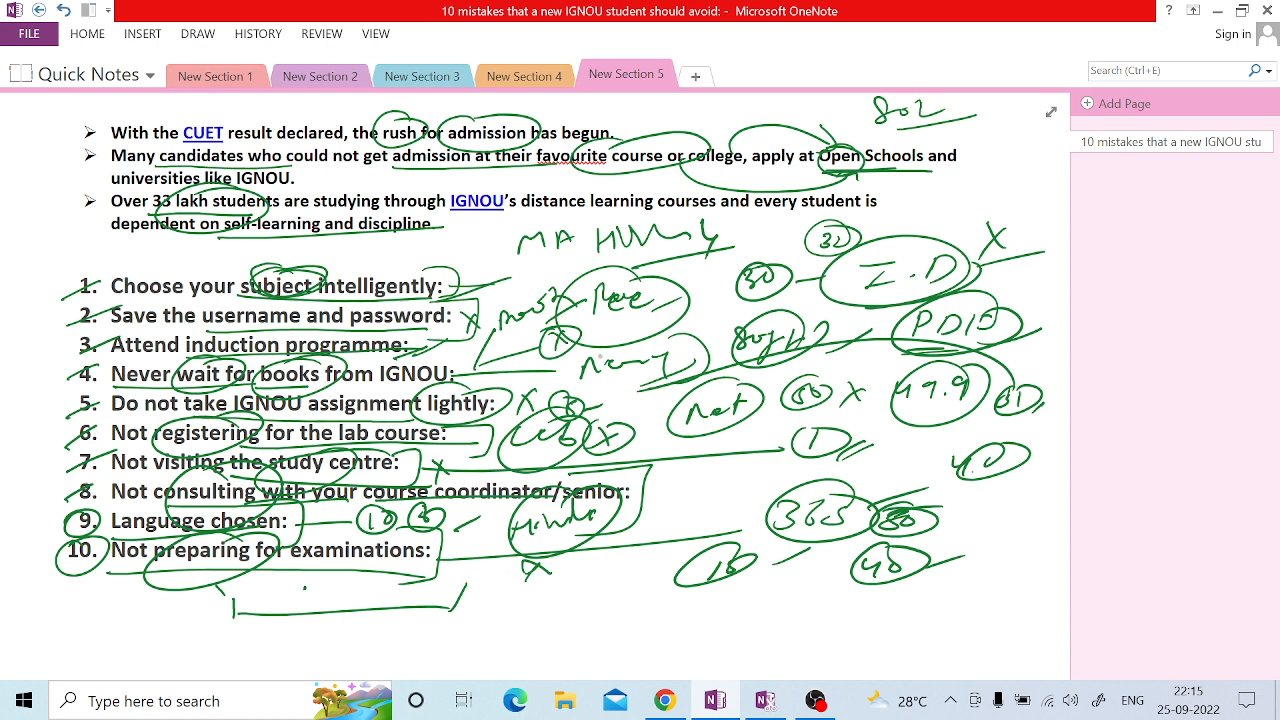 10 mistakes that a new IGNOU student should avoid: - Microsoft OneNote
FILE HOME INSERT DRAW HISTORY REVIEW VIEW
Sign in
Quick Notes
New Section 1 New Section 2 New Section 3 New Section 4 New Section 5
Search (Ctrl+E)
Add Page
10 mistakes that a new IGNOU stu
802
➢ With the CUET result declared, the rush for admission has begun.
➢ Many candidates who could not get admission at their favourite course or college, apply at Open Schools and
universities like IGNOU.
➢ Over 33 lakh students are studying through IGNOU’s distance learning courses and every student is
dependent on self-learning and discipline.
MA
32
X
30
I.D
1. Choose your subject intelligently:
2. Save the username and password:
X
3. Attend induction programme:
X
4. Never wait for books from IGNOU:
5. Do not take IGNOU assignment lightly:
X
X
49.9
6. Not registering for the lab course:
X
7. Not visiting the study centre:
X
8. Not consulting with your course coordinator/senior:
9. Language chosen:
10. Not preparing for examinations:
X
Type here to search
28°C
ENG
22:15
25-09-2022